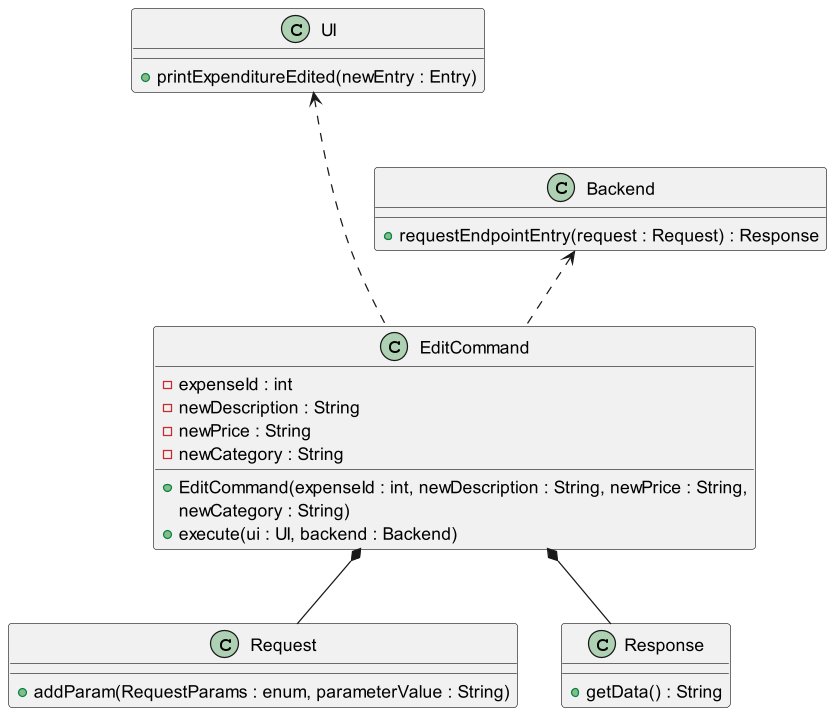 C UI
+ printExpenditureEdited(newEntry : Entry)
C Backend
requestEndpointEntry(request : Request) : Response
C EditCommand
expenseId : int
newDescription : String
newPrice : String
newCategory : String
EditCommand(expenseId : int, newDescription : String, newPrice : String,
newCategory : String)
execute(ui : UI, backend : Backend)
C Request
addParam(RequestParams : enum, parameterValue : String)
C Response
getData() : String